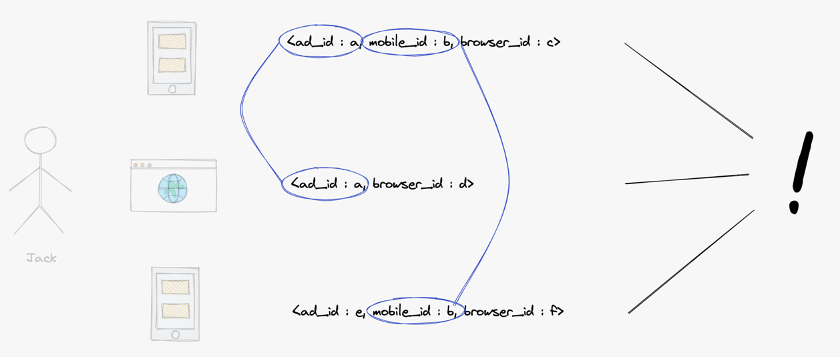 <ad_id : a, mobile_id : b, browser_id : c>
<ad_id : a, browser_id : d>
Jack
<ad_id : e, mobile_id : b, browser_id : f>
!